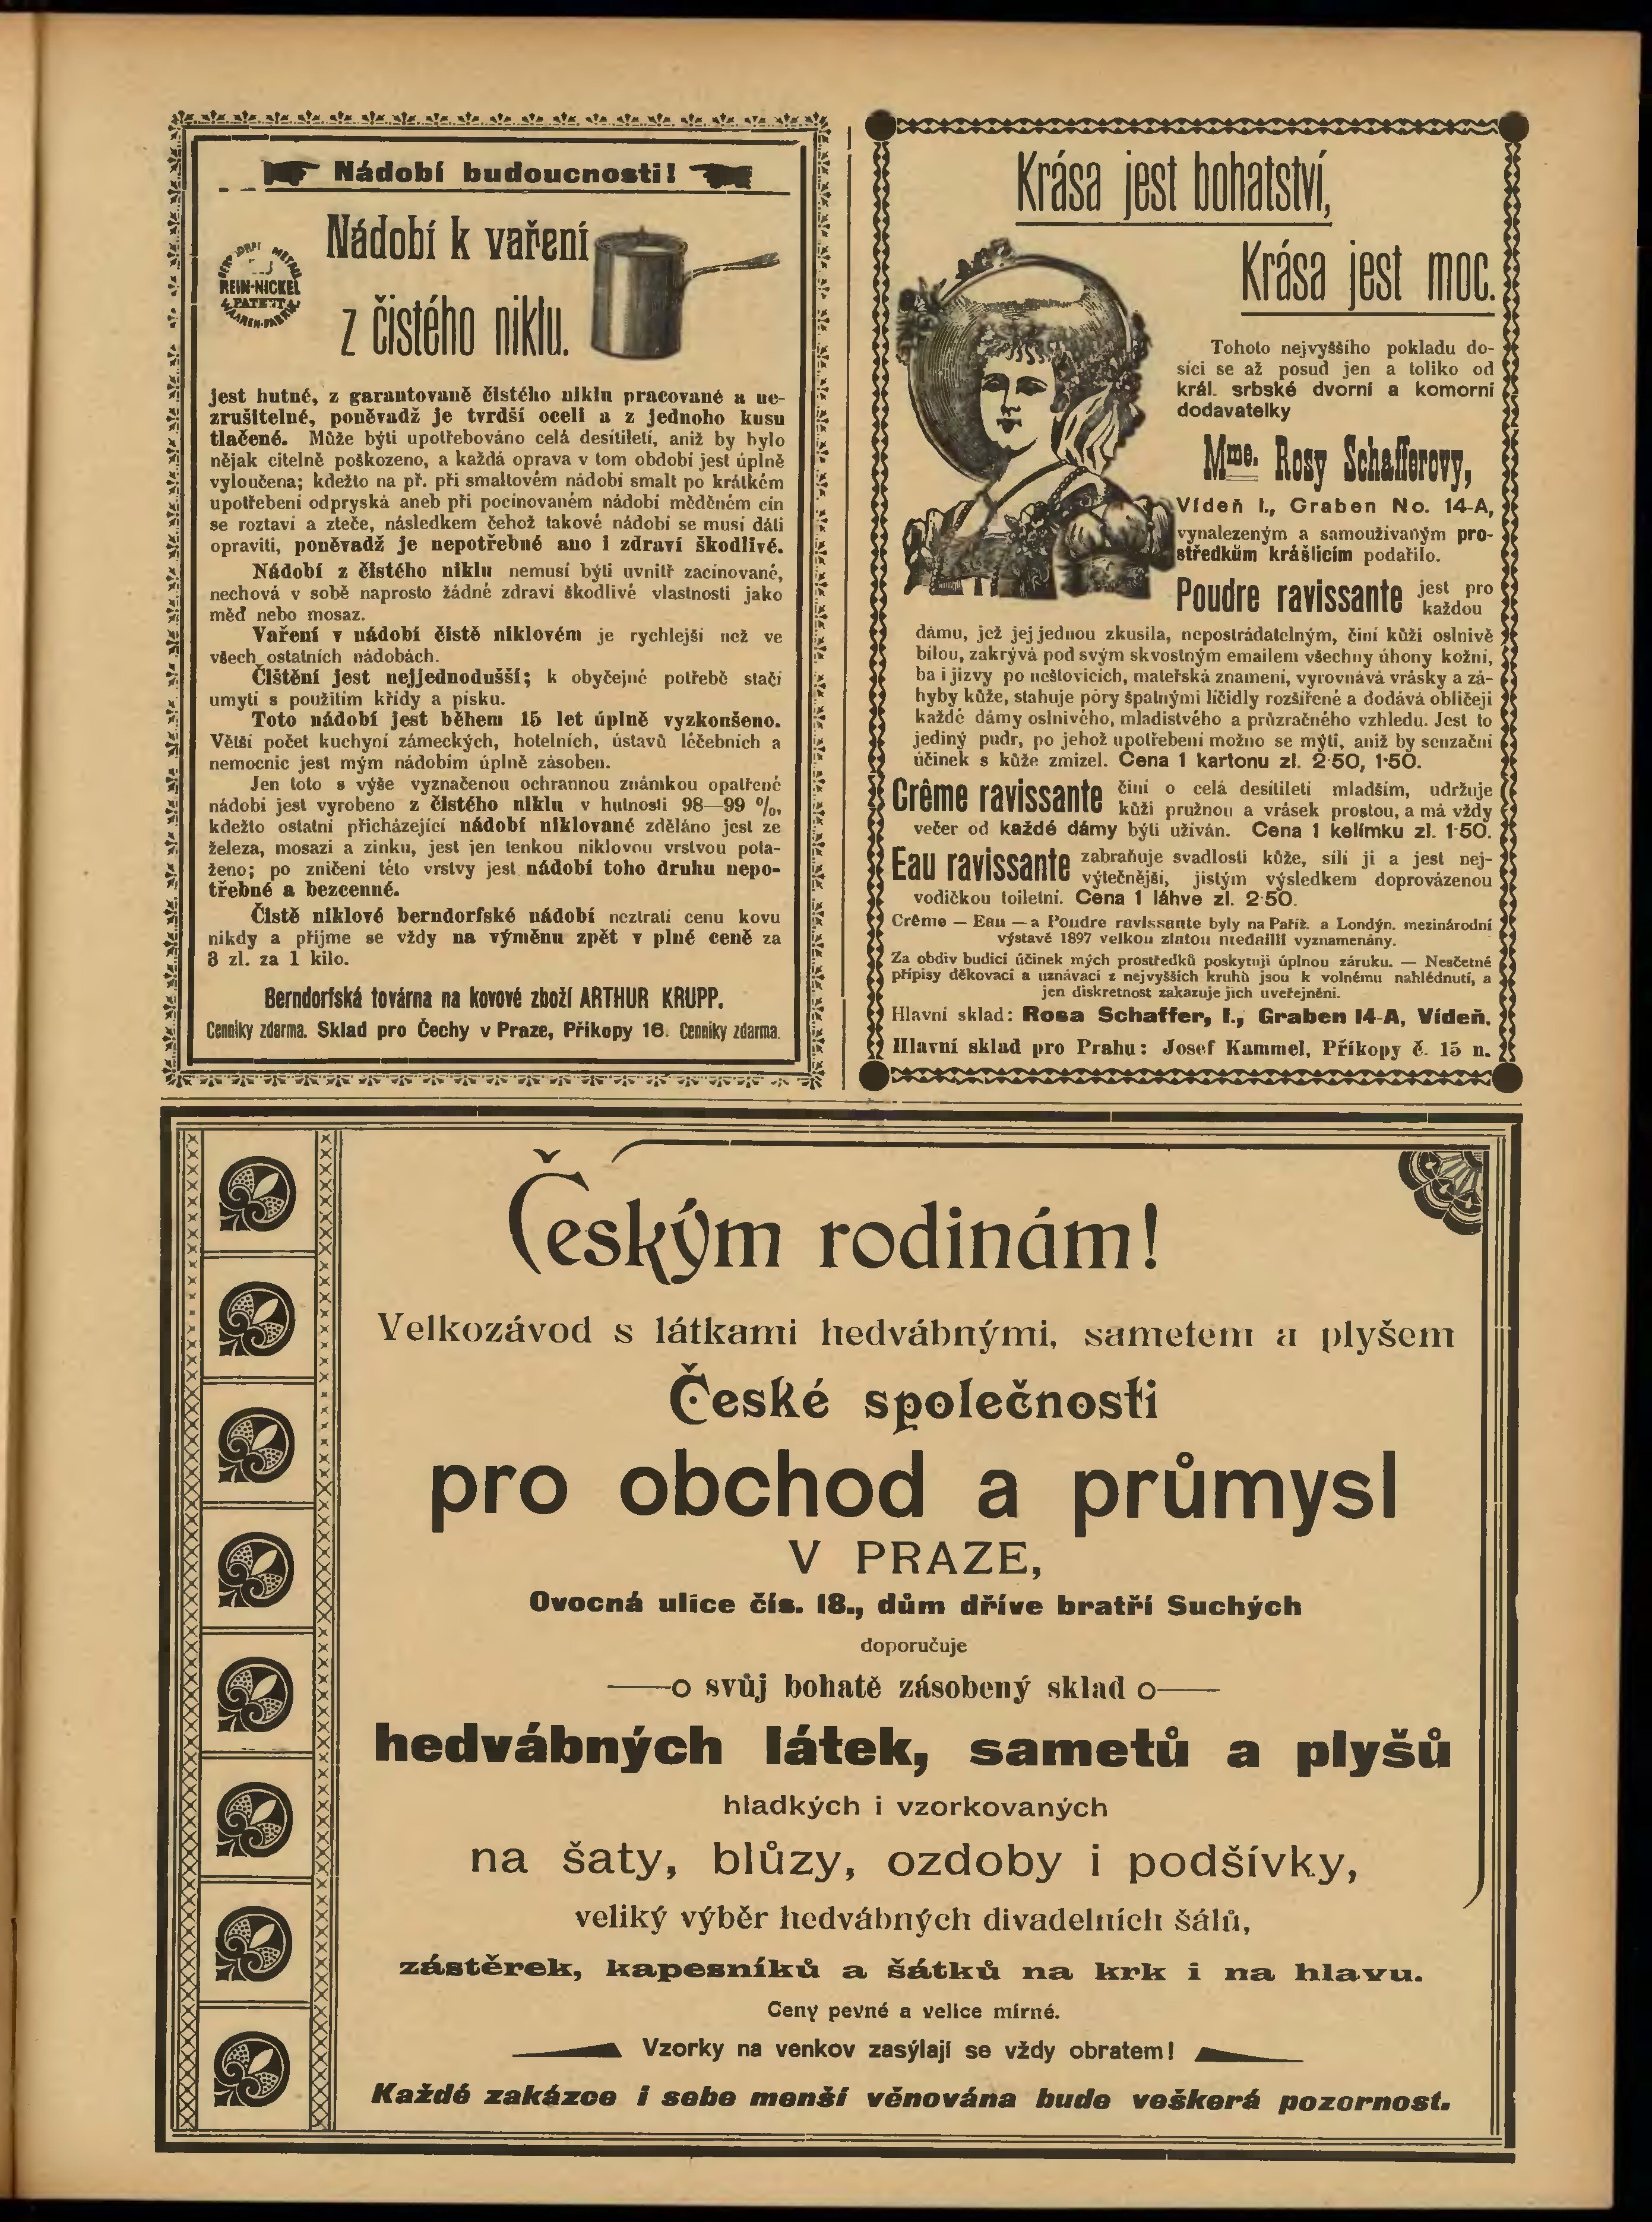 Nádobí budoucnosti!
Nádobí k vaření
z čistého niklu.
REIN-NICKEL
PATENT
jest hutné, z garantovaně čistého niklu pracované a ne-
zrušitelné, poněvadž je tvrdší oceli a z jednoho kusu
tlačené. Může býti upotřebováno celá desítiletí, aniž by bylo
nějak citelně poškozeno, a každá oprava v tom období jest úplně
vyloučena; kdežto na př. při smaltovém nádobí smalt po krátkém
upotřebení odpryská aneb při pocínovaném nádobí měděném cín
se roztaví a zteče, následkem čehož takové nádobí se musí dáti
opraviti, poněvadž je nepotřebné ano i zdraví škodlivé.
Nádobí z čistého niklu nemusí býti uvnitř zacínované,
nechová v sobě naprosto žádné zdraví škodlivé vlastnosti jako
měď nebo mosaz.
Vaření v nádobí čistě niklovém je rychlejší než ve
všech ostatních nádobách.
Čištění jest nejjednodušší; k obyčejné potřebě stačí
umytí s použitím křídy a písku.
Toto nádobí jest během 15 let úplně vyzkoušeno.
Větší počet kuchyní zámeckých, hotelních, ústavů léčebních a
nemocnic jest mým nádobím úplně zásoben.
Jen toto s výše vyznačenou ochrannou známkou opatřené
nádobí jest vyrobeno z čistého niklu v hutnosti 98—99 %,
kdežto ostatní přicházející nádobí niklované zděláno jest ze
železa, mosazi a zinku, jest jen tenkou niklovou vrstvou pota-
ženo; po zničení této vrstvy jest nádobí toho druhu nepo-
třebné a bezcenné.
Čistě niklové berndorfské nádobí neztratí cenu kovu
nikdy a přijme se vždy na výměnu zpět v plné ceně za
3 zl. za 1 kilo.
Berndorfská továrna na kovové zboží ARTHUR KRUPP.
Cenníky zdarma. Sklad pro Čechy v Praze, Příkopy 16. Cenníky zdarma.
Krása jest bohatství,
Krása jest moc.
Tohoto nejvyššího pokladu do-
síci se až posud jen a toliko od
král. srbské dvorní a komorní
dodavatelky
Mme. Rosy Schafferovy,
Vídeň I., Graben No. 14-A,
vynalezeným a samoužívaným pro-
středkům krášlicím podařilo.
Poudre ravissante jest pro
každou
dámu, jež jej jednou zkusila, nepostrádatelným, činí kůži oslnivě
bílou, zakrývá pod svým skvostným emailem všechny úhony kožní,
ba i jizvy po neštovicích, mateřská znamení, vyrovnává vrásky a zá-
hyby kůže, stahuje póry špatnými líčidly rozšířené a dodává obličeji
každé dámy oslnivého, mladistvého a průzračného vzhledu. Jest to
jediný pudr, po jehož upotřebení možno se mýti, aniž by senzační
účinek s kůže zmizel. Cena 1 kartonu zl. 2·50, 1·50.
Crême ravissante činí o celá desítiletí mladším, udržuje
kůži pružnou a vrásek prostou, a má vždy
večer od každé dámy býti užíván. Cena 1 kelímku zl. 1·50.
Eau ravissante zabraňuje svadlosti kůže, sílí ji a jest nej-
výtečnější, jistým výsledkem doprovázenou
vodičkou toiletní. Cena 1 láhve zl. 2·50.
Crême — Eau — a Poudre ravissante byly na Paříž. a Londýn. mezinárodní
výstavě 1897 velkou zlatou medailií vyznamenány.
Za obdiv budící účinek mých prostředků poskytuji úplnou záruku. — Nesčetné
přípisy děkovací a uznávací z nejvyšších kruhů jsou k volnému nahlédnutí, a
jen diskretnost zakazuje jich uveřejnění.
Hlavní sklad: Rosa Schaffer, I., Graben 14-A, Vídeň.
Hlavní sklad pro Prahu: Josef Kammel, Příkopy č. 15 n.
Českým rodinám!
Velkozávod s látkami hedvábnými, sametem a plyšem
České společnosti
pro obchod a průmysl
V PRAZE,
Ovocná ulice čís. 18., dům dříve bratří Suchých
doporučuje
—o svůj bohatě zásobený sklad o—
hedvábných látek, sametů a plyšů
hladkých i vzorkovaných
na šaty, blůzy, ozdoby i podšívky,
veliký výběr hedvábných divadelních šálů,
zástěrek, kapesníků a šátků na krk i na hlavu.
Ceny pevné a velice mírné.
Vzorky na venkov zasýlají se vždy obratem!
Každé zakázce i sebe menší věnována bude veškerá pozornost.